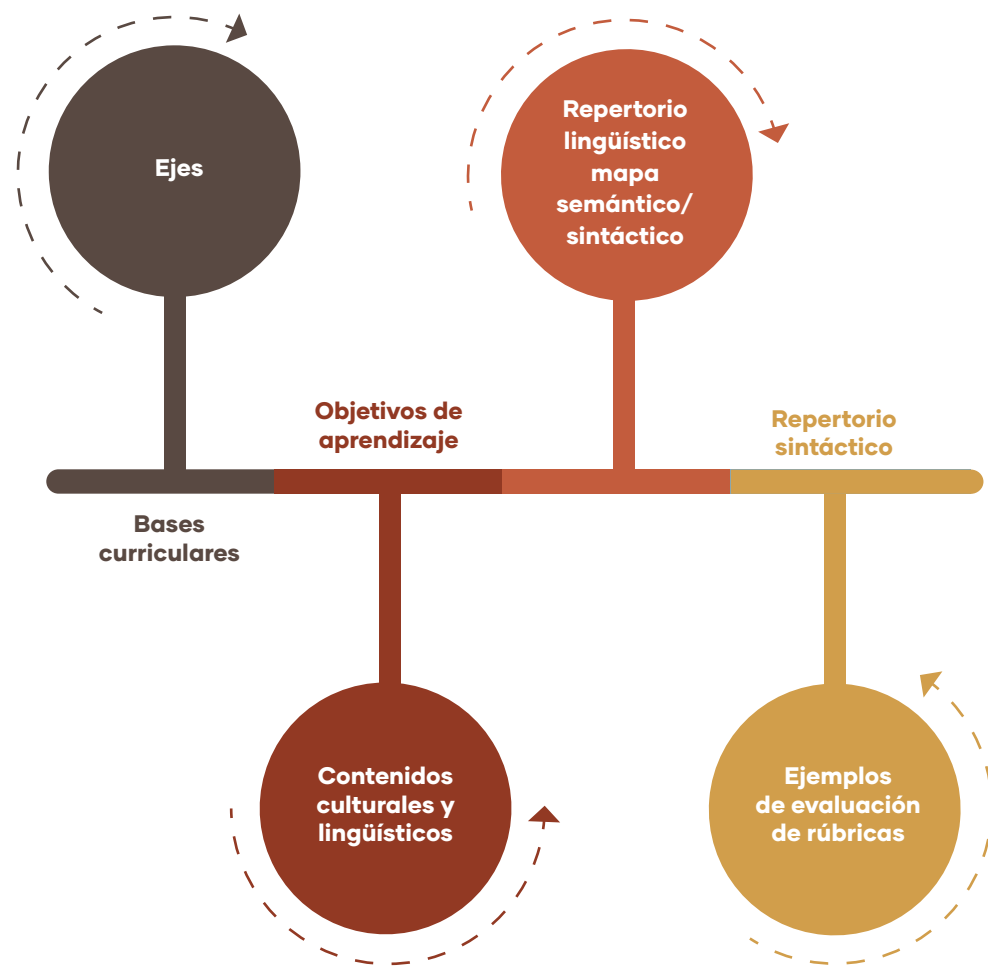 Ejes
Repertorio
lingüístico
mapa
semántico/
sintáctico
Objetivos de
aprendizaje
Repertorio
sintáctico
Bases
curriculares
Contenidos
culturales y
lingüísticos
Ejemplos
de evaluación
de rúbricas